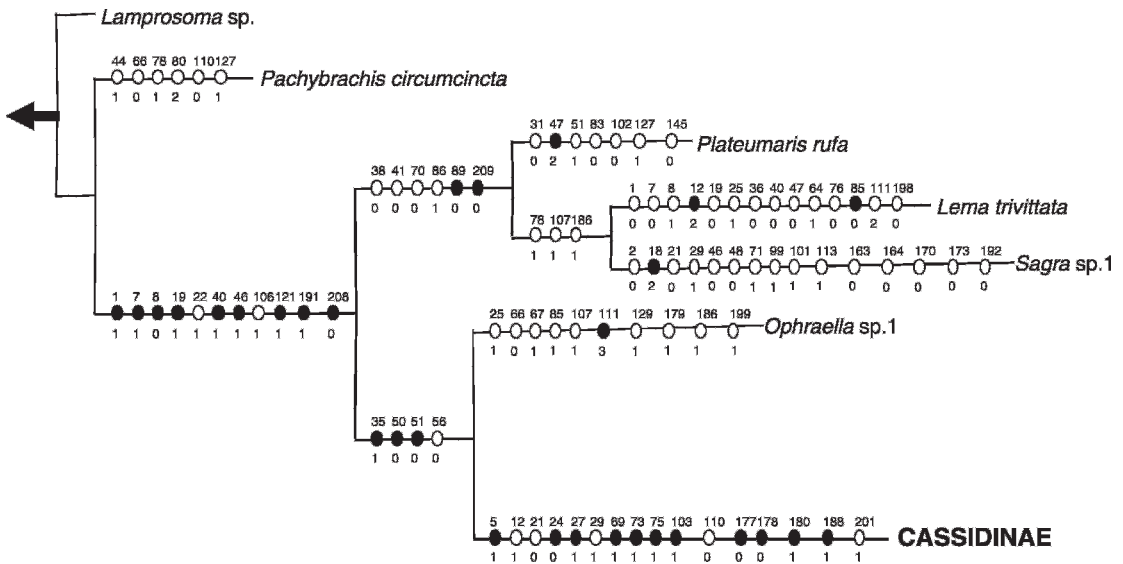 Lamprosoma sp.
44 66 78 80 110 127
Pachybrachis circumcincta
1 0 1 2 0 1
31 47 51 83 102 127 145
Plateumaris rufa
0 2 1 0 0 1 0
38 41 70 86 89 209
0 0 0 1 0 0
1 7 8 12 19 25 36 40 47 64 76 85 111 198
Lema trivittata
0 0 1 2 0 1 0 0 0 1 0 0 2 0
78 107 186
1 1 1
2 18 21 29 46 48 71 99 101 113 163 164 170 173 192
Sagra sp.1
0 2 0 1 0 0 1 1 1 1 0 0 0 0 0
1 7 8 19 22 40 46 106 121 191 208
1 1 0 1 1 1 1 1 1 1 0
25 66 67 85 107 111 129 179 186 199
Ophraella sp.1
1 0 1 1 1 3 1 1 1 1
35 50 51 56
1 0 0 0
5 12 21 24 27 29 69 73 75 103 110 177 178 180 188 201
CASSIDINAE
1 1 0 0 1 1 1 1 1 1 0 0 0 1 1 1